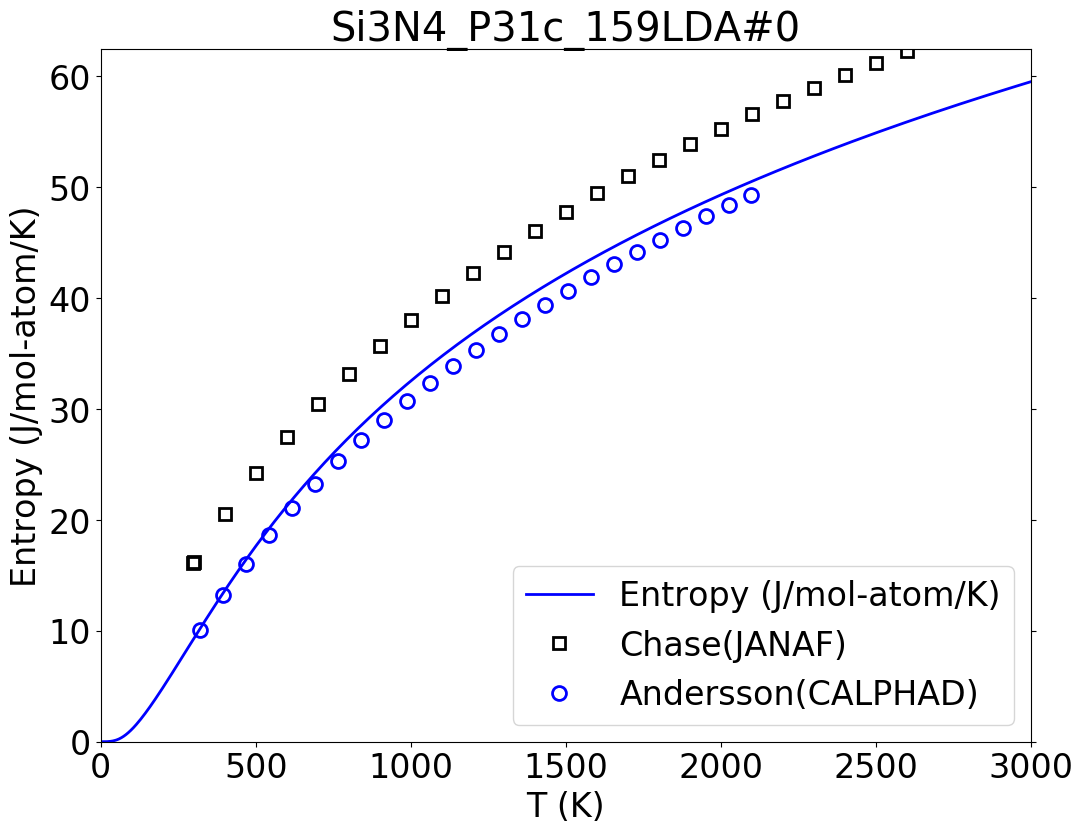 Si3N4_P31c_159LDA#0
Entropy (J/mol-atom/K)
60
50
40
30
20
10
0
Entropy (J/mol-atom/K)
Chase(JANAF)
Andersson(CALPHAD)
0 500 1000 1500 2000 2500 3000
T (K)